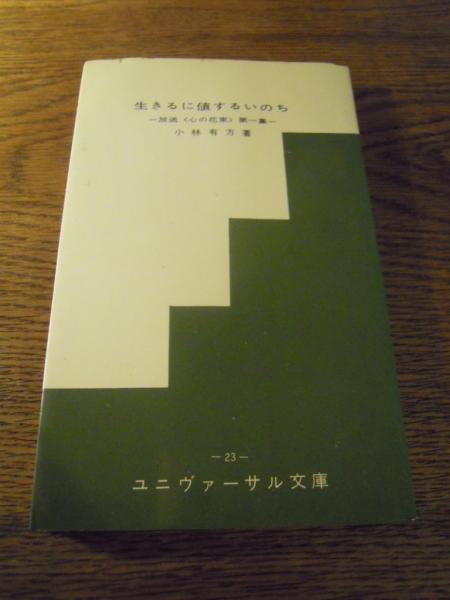 生きるに値するいのち
―放送〈心の花束〉第一集―
小林有方著
―23―
ユニヴァーサル文庫